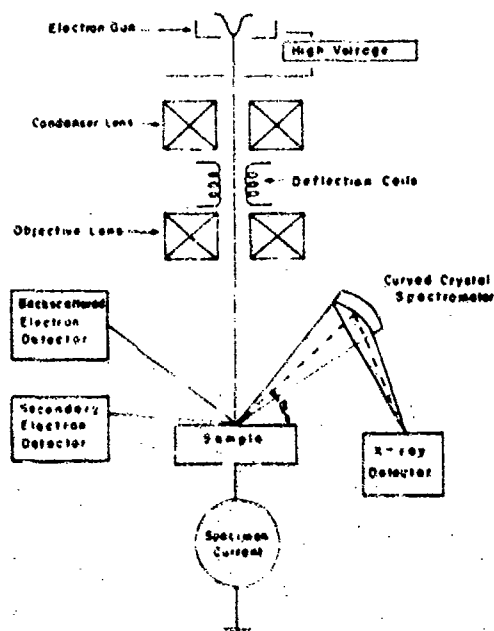 Electron Gun
High Voltage
Condenser Lens
Deflection Coils
Objective Lens
Curved Crystal
Spectrometer
Backscattered
Electron
Detector
Secondary
Electron
Detector
Sample
X-ray
Detector
Specimen
Current